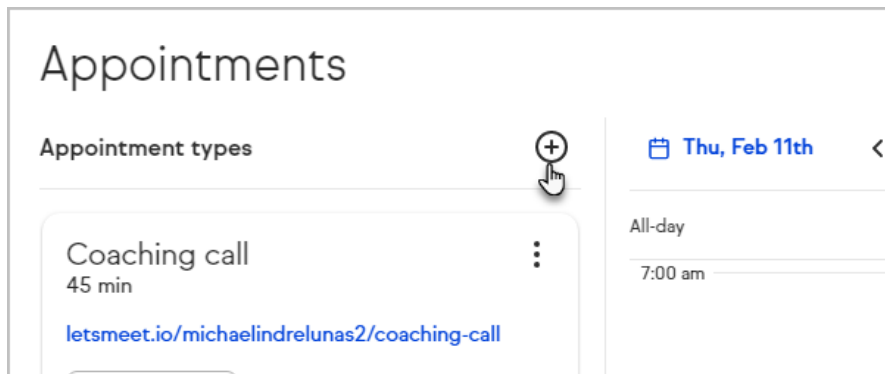 Appointments
Appointment types
Thu, Feb 11th
All-day
7:00 am
Coaching call
45 min
letsmeet.io/michaelindrelunas2/coaching-call